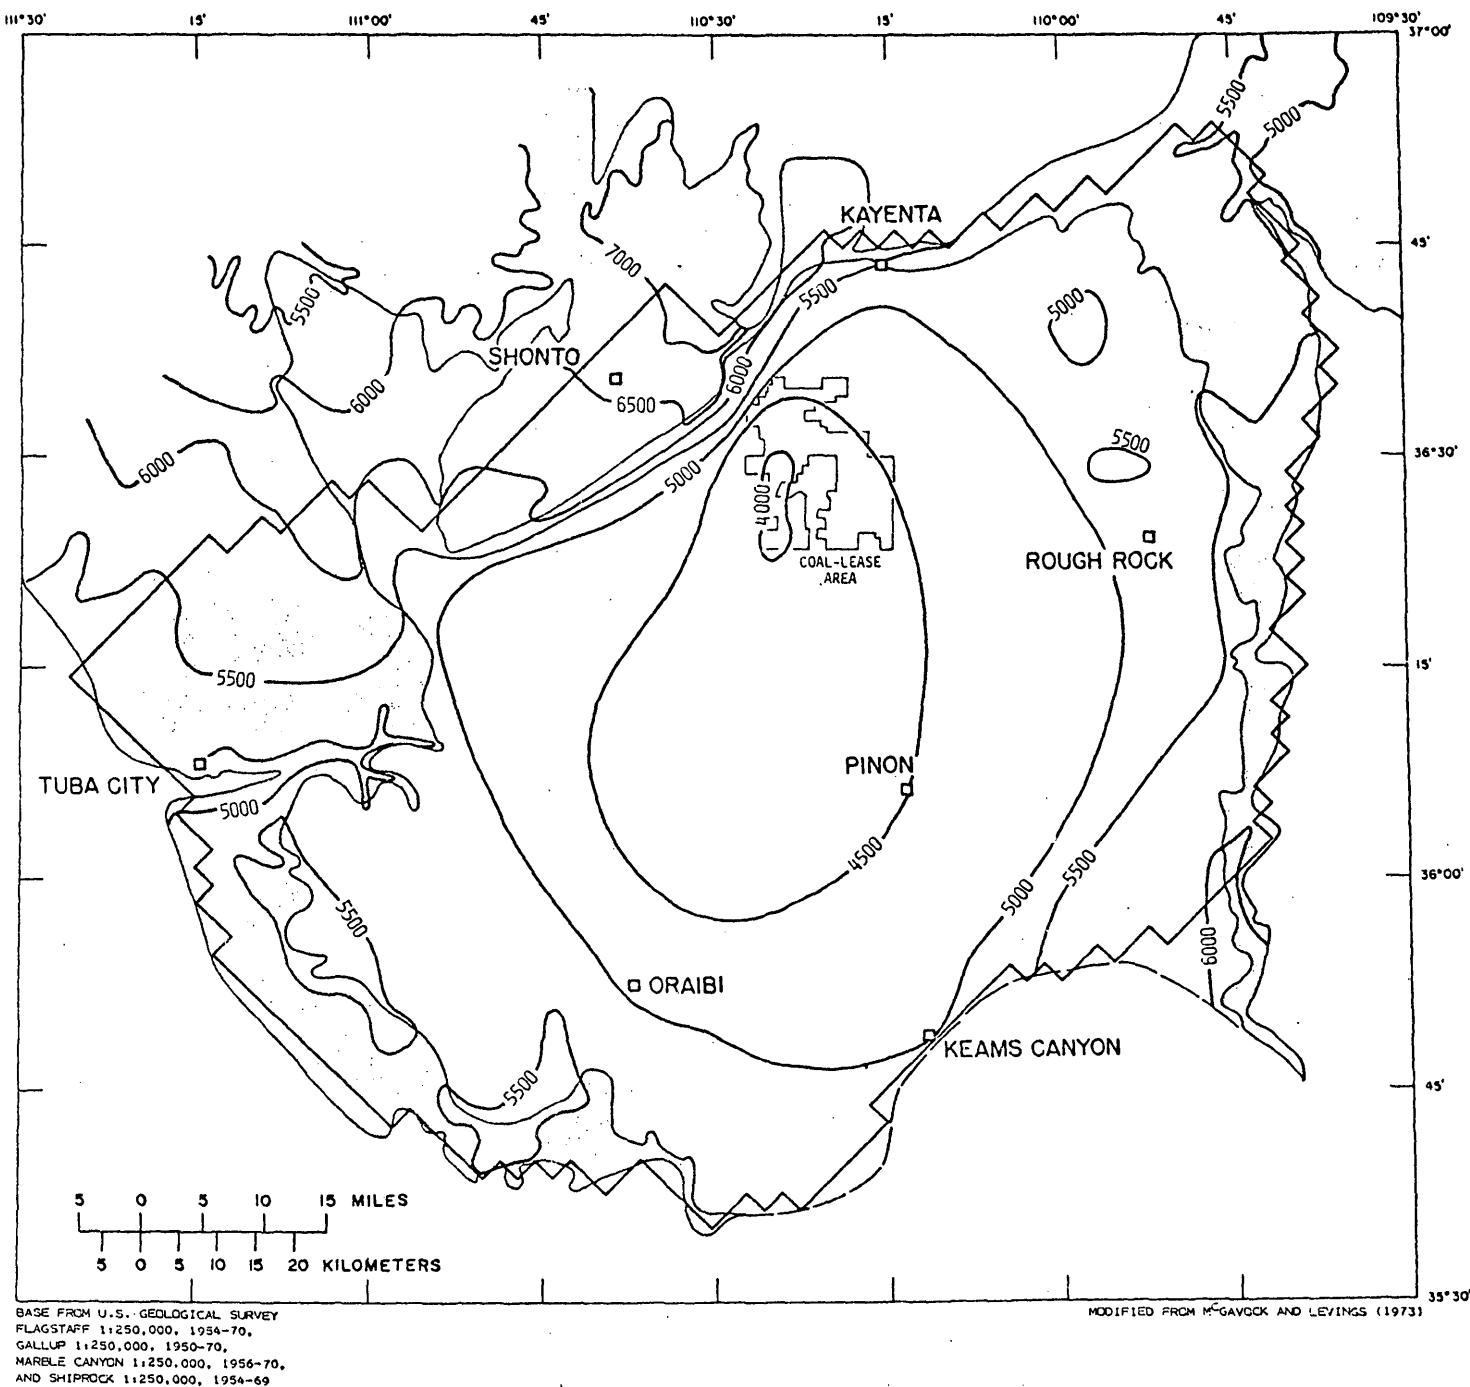 111°30' 15' 111°00' 45' 110°30' 15' 110°00' 45' 109°30'
37°00'
5500
5000
KAYENTA
45'
7000
5500
5500
5000
SHONTO
6000
6000
6500
5500
36°30'
6000
5000
4000
ROUGH ROCK
COAL-LEASE
AREA
15'
5500
PINON
TUBA CITY
5000
4500
5500
36°00'
5000
5500
6000
ORAIBI
KEAMS CANYON
45'
5500
5 0 5 10 15 MILES
5 0 5 10 15 20 KILOMETERS
35°30'
BASE FROM U.S. GEOLOGICAL SURVEY
FLAGSTAFF 1:250,000, 1954-70,
GALLUP 1:250,000, 1950-70,
MARBLE CANYON 1:250,000, 1956-70,
AND SHIPROCK 1:250,000, 1954-69
MODIFIED FROM McGAVOCK AND LEVINGS (1973)